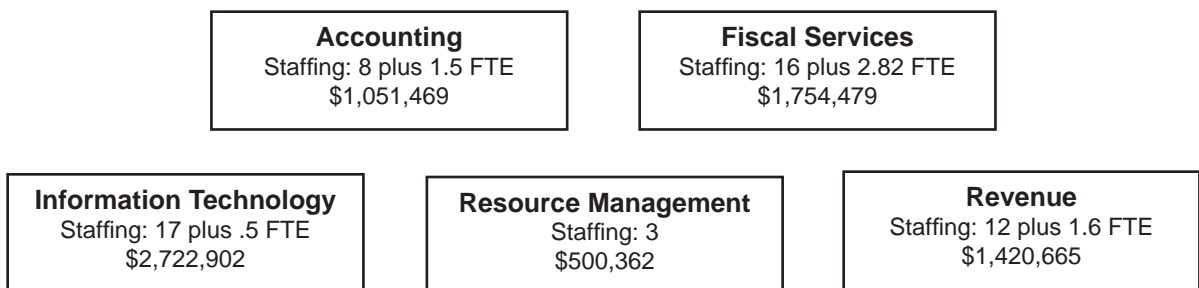 Accounting
Staffing: 8 plus 1.5 FTE
$1,051,469
Fiscal Services
Staffing: 16 plus 2.82 FTE
$1,754,479
Information Technology
Staffing: 17 plus .5 FTE
$2,722,902
Resource Management
Staffing: 3
$500,362
Revenue
Staffing: 12 plus 1.6 FTE
$1,420,665